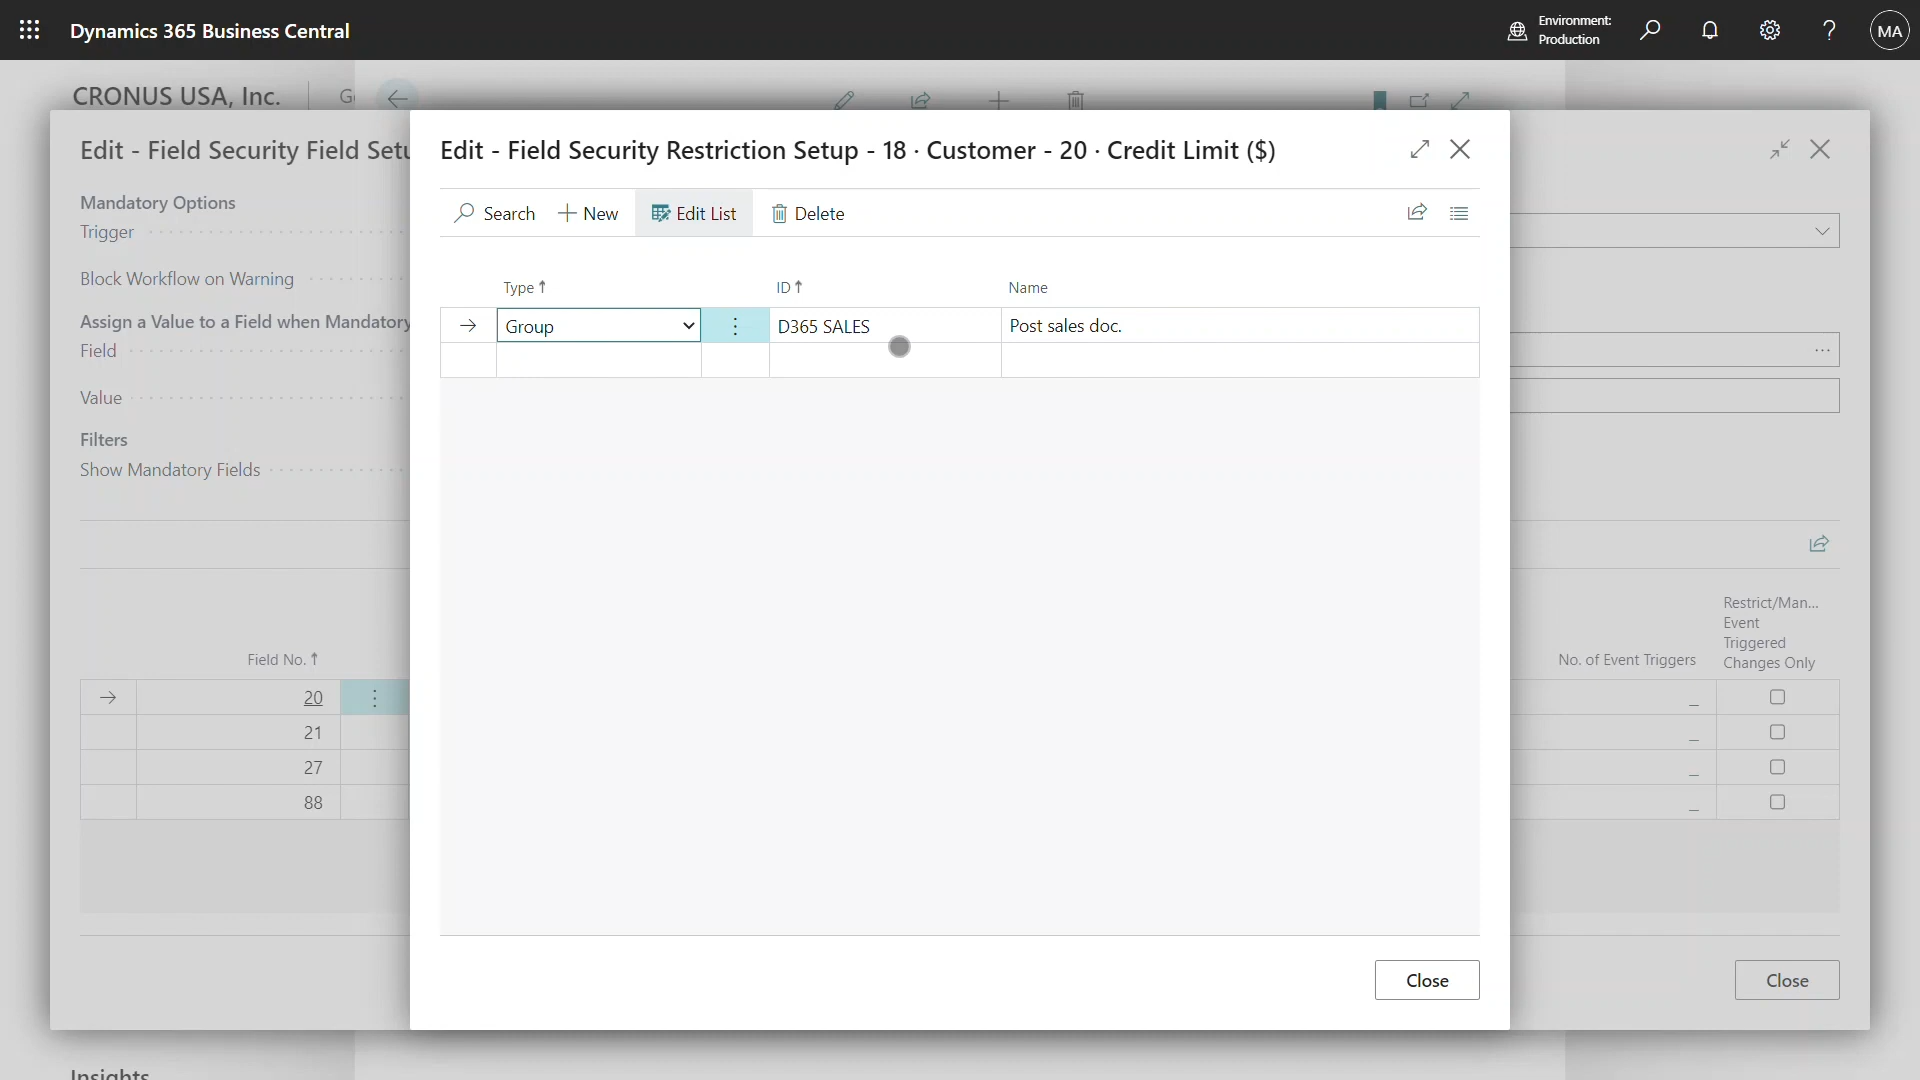 Dynamics 365 Business Central
Environment:
Production
?
MA
CRONUS USA, Inc.
Edit - Field Security Field Setu
Mandatory Options
Trigger
Block Workflow on Warning
Assign a Value to a Field when Mandatory
Field
Value
Filters
Show Mandatory Fields
Field No. ↑
20
21
27
88
Edit - Field Security Restriction Setup - 18 · Customer - 20 · Credit Limit ($)
Search
New
Edit List
Delete
Type ↑ ID ↑ Name
Group D365 SALES Post sales doc.
Close
No. of Event Triggers
Restrict/Man...
Event
Triggered
Changes Only
_
_
_
_
Close
Insights